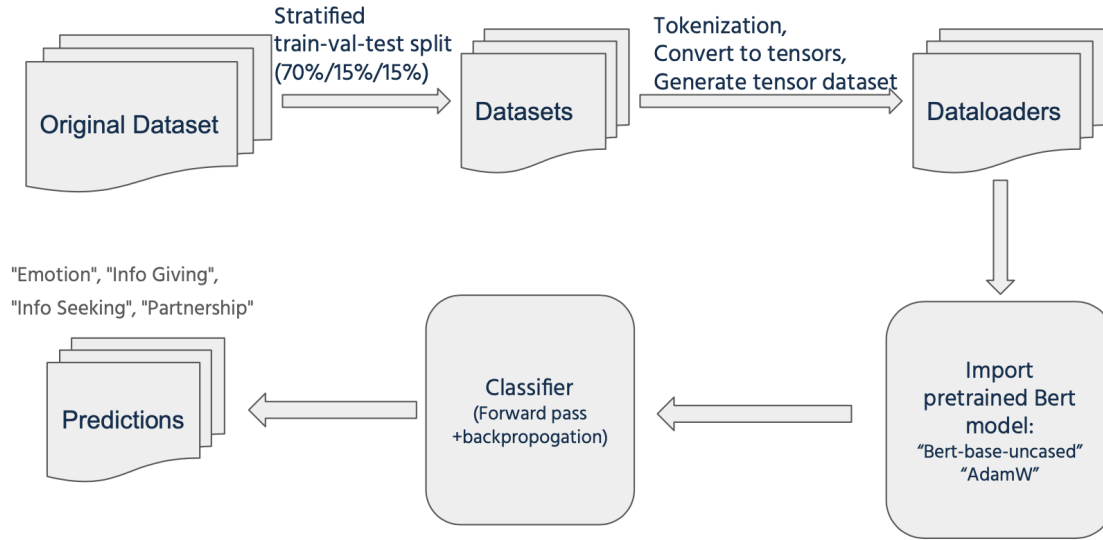 Stratified
train-val-test split
(70%/15%/15%)
Tokenization,
Convert to tensors,
Generate tensor dataset
Original Dataset
Datasets
Dataloaders
"Emotion", "Info Giving",
"Info Seeking", "Partnership"
Predictions
Classifier
(Forward pass
+backpropogation)
Import
pretrained Bert
model:
“Bert-base-uncased”
“AdamW”